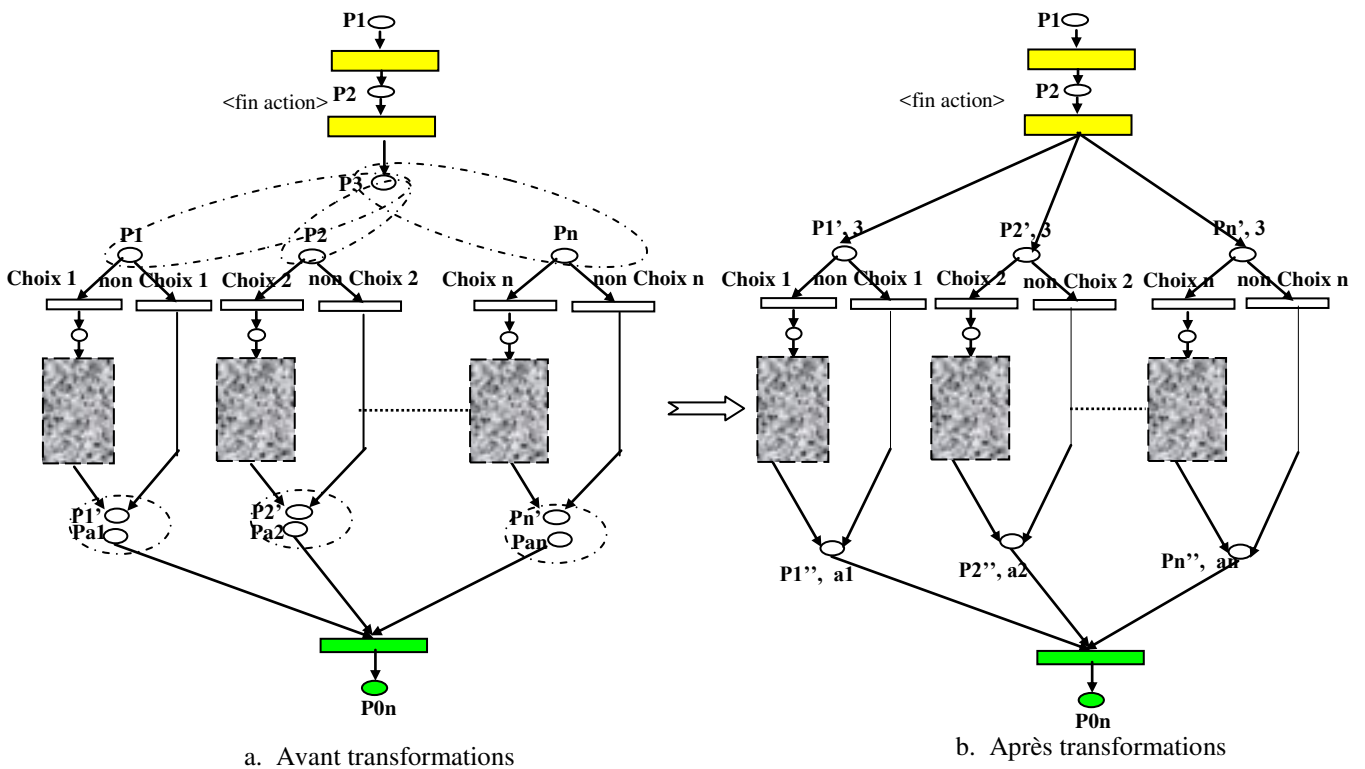 P1
<fin action>
P2
P3
P1
P2
Pn
Choix 1
non Choix 1
Choix 2
non Choix 2
Choix n
non Choix n
P1'
Pa1
P2'
Pa2
Pn'
Pan
P0n
a. Avant transformations
P1
<fin action>
P2
P1', 3
P2', 3
Pn', 3
Choix 1
non Choix 1
Choix 2
non Choix 2
Choix n
non Choix n
P1'', a1
P2'', a2
Pn'', an
P0n
b. Après transformations